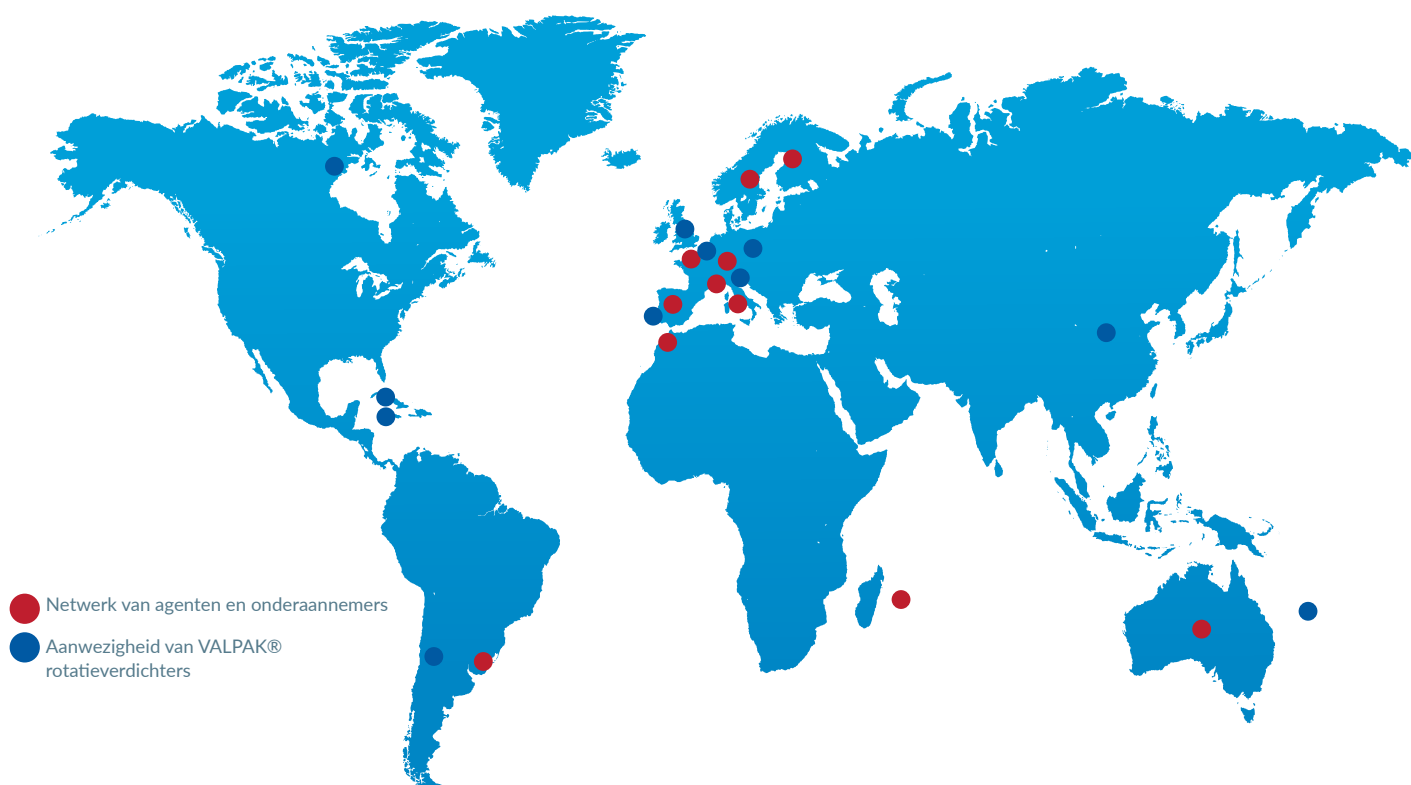 Netwerk van agenten en onderaannemers
Aanwezigheid van VALPAK®
rotatieverdichters